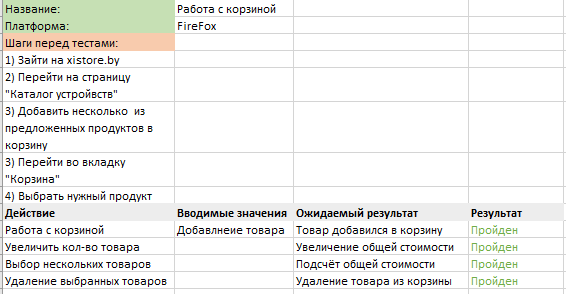 Название: Работа с корзиной
Платформа: FireFox
Шаги перед тестами:
1) Зайти на xistore.by
2) Перейти на страницу
"Каталог устройвств"
3) Добавить несколько из
предложенных продуктов в
корзину
3) Перейти во вкладку
"Корзина"
4) Выбрать нужный продукт
Действие Вводимые значения Ожидаемый результат Результат
Работа с корзиной Добавлнеие товара Товар добавился в корзину Пройден
Увеличить кол-во товара Увеличение общей стоимости Пройден
Выбор нескольких товаров Подсчёт общей стоимости Пройден
Удаление выбранных товаров Удаление товара из корзины Пройден